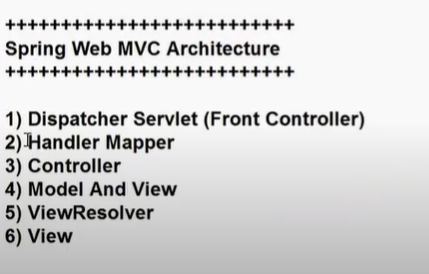 ++++++++++++++++++++++++++
Spring Web MVC Architecture
++++++++++++++++++++++++++
1) Dispatcher Servlet (Front Controller)
2) Handler Mapper
3) Controller
4) Model And View
5) ViewResolver
6) View